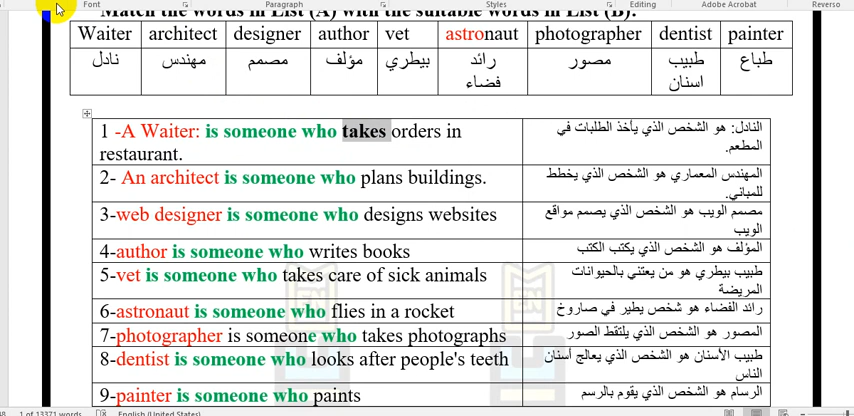 Font Paragraph Styles Editing Adobe Acrobat Reverso
Match the words in List (A) with the suitable words in List (B):
Waiter architect designer author vet astronaut photographer dentist painter
نادل مهندس مصمم مؤلف بيطري رائد فضاء مصور طبيب اسنان طباع
1 -A Waiter: is someone who takes orders in
restaurant.
النادل: هو الشخص الذي يأخذ الطلبات في
المطعم.
2- An architect is someone who plans buildings.
المهندس المعماري هو الشخص الذي يخطط
للمباني.
3-web designer is someone who designs websites
مصمم الويب هو الشخص الذي يصمم مواقع
الويب
4-author is someone who writes books
المؤلف هو الشخص الذي يكتب الكتب
5-vet is someone who takes care of sick animals
طبيب بيطري هو من يعتني بالحيوانات
المريضة
6-astronaut is someone who flies in a rocket
رائد الفضاء هو شخص يطير في صاروخ
7-photographer is someone who takes photographs
المصور هو الشخص الذي يلتقط الصور
8-dentist is someone who looks after people's teeth
طبيب الأسنان هو الشخص الذي يعالج أسنان
الناس
9-painter is someone who paints
الرسام هو الشخص الذي يقوم بالرسم
1 of 13371 words English (United States)